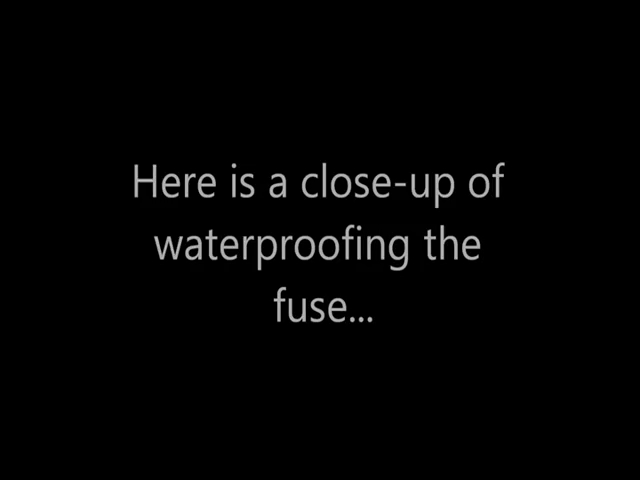 Here is a close-up of
waterproofing the
fuse...